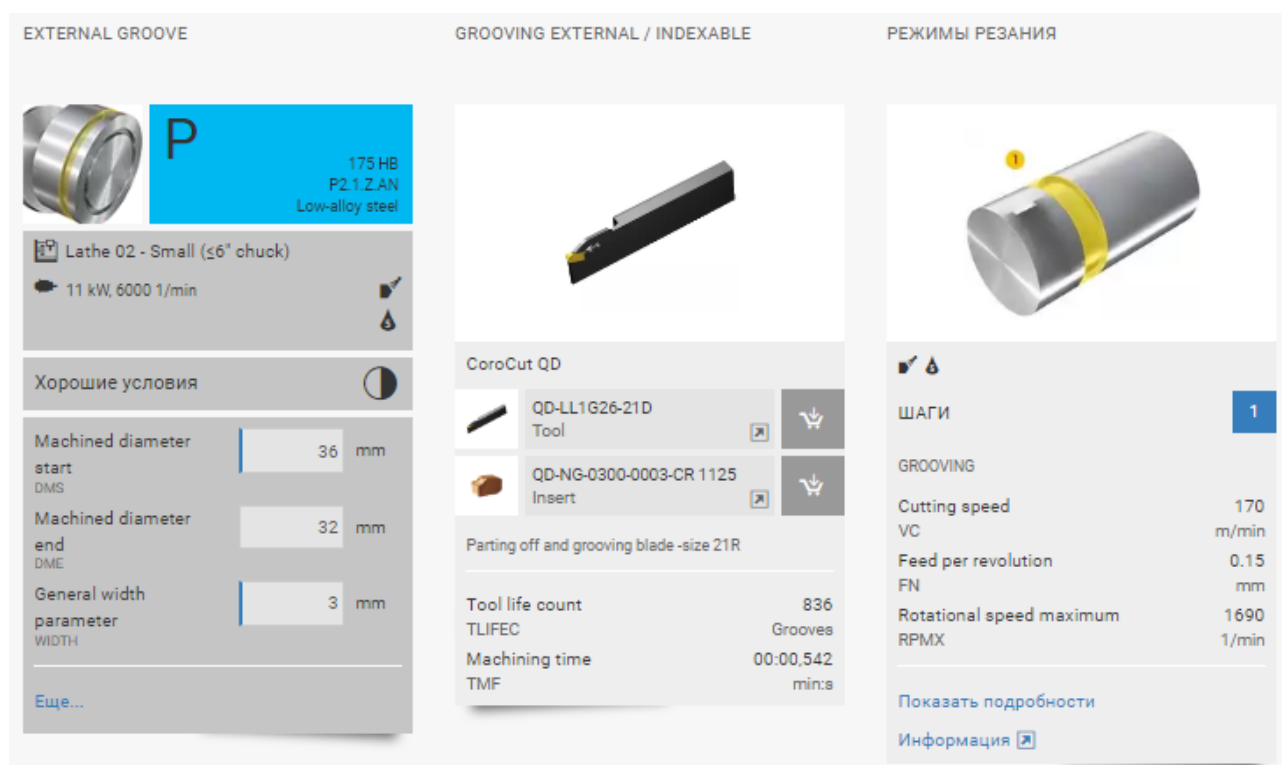 EXTERNAL GROOVE
P
175 HB
P2.1.Z.AN
Low-alloy steel
Lathe 02 - Small (≤6" chuck)
11 kW, 6000 1/min
Хорошие условия
Machined diameter
start
DMS
36 mm
Machined diameter
end
DME
32 mm
General width
parameter
WIDTH
3 mm
Еще...
GROOVING EXTERNAL / INDEXABLE
CoroCut QD
QD-LL1G26-21D
Tool
QD-NG-0300-0003-CR 1125
Insert
Parting off and grooving blade -size 21R
Tool life count 836
TLIFEC Grooves
Machining time 00:00,542
TMF min:s
РЕЖИМЫ РЕЗАНИЯ
1
ШАГИ 1
GROOVING
Cutting speed 170
VC m/min
Feed per revolution 0.15
FN mm
Rotational speed maximum 1690
RPMX 1/min
Показать подробности
Информация